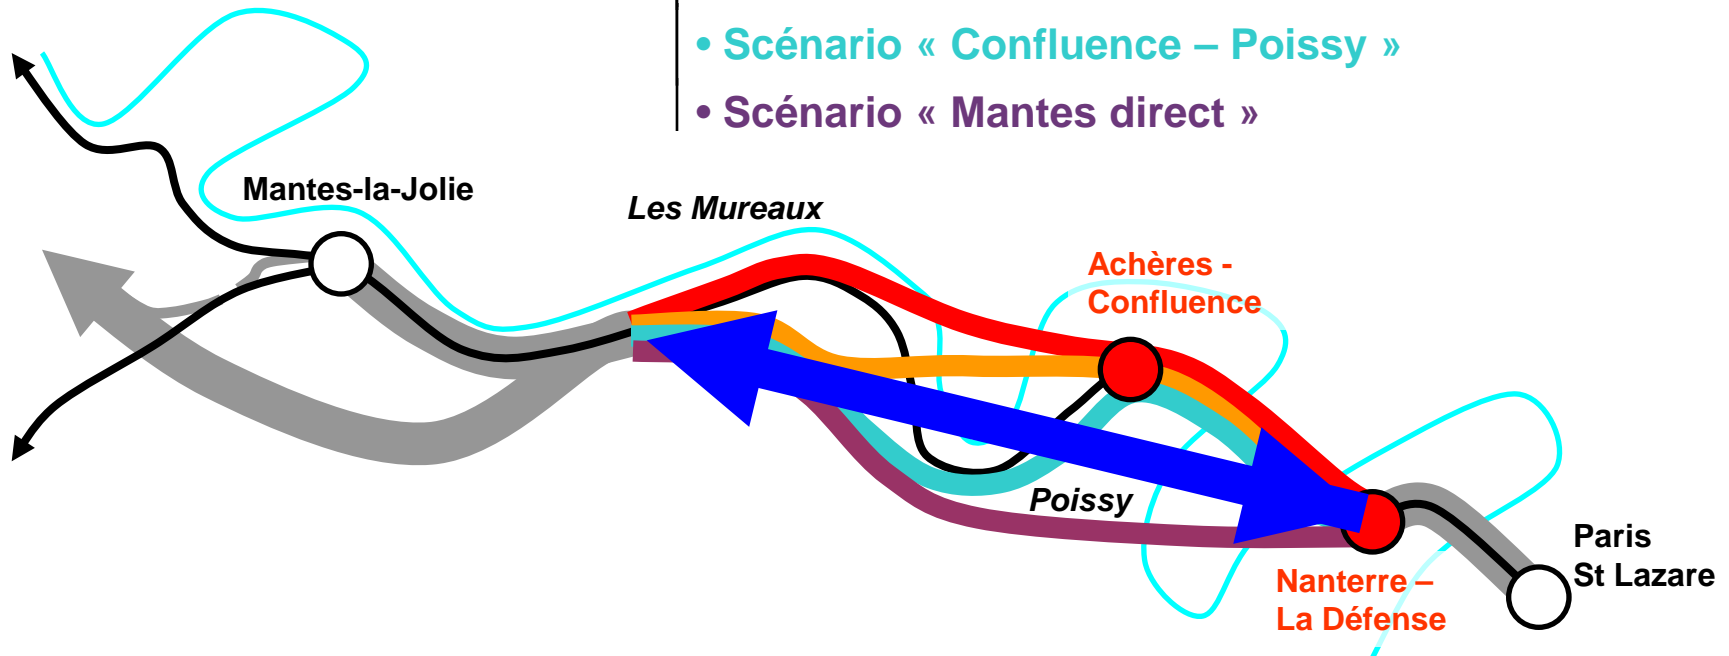 • Scénario « Confluence – Poissy »
• Scénario « Mantes direct »
Mantes-la-Jolie
Les Mureaux
Achères -
Confluence
Poissy
Paris
St Lazare
Nanterre –
La Défense